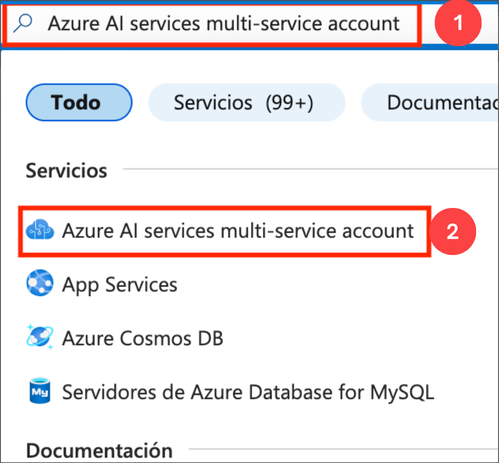 Azure AI services multi-service account 1
Todo Servicios (99+)
Servicios
Azure AI services multi-service account 2
App Services
Azure Cosmos DB
My Servidores de Azure Database for MySQL
Documentación